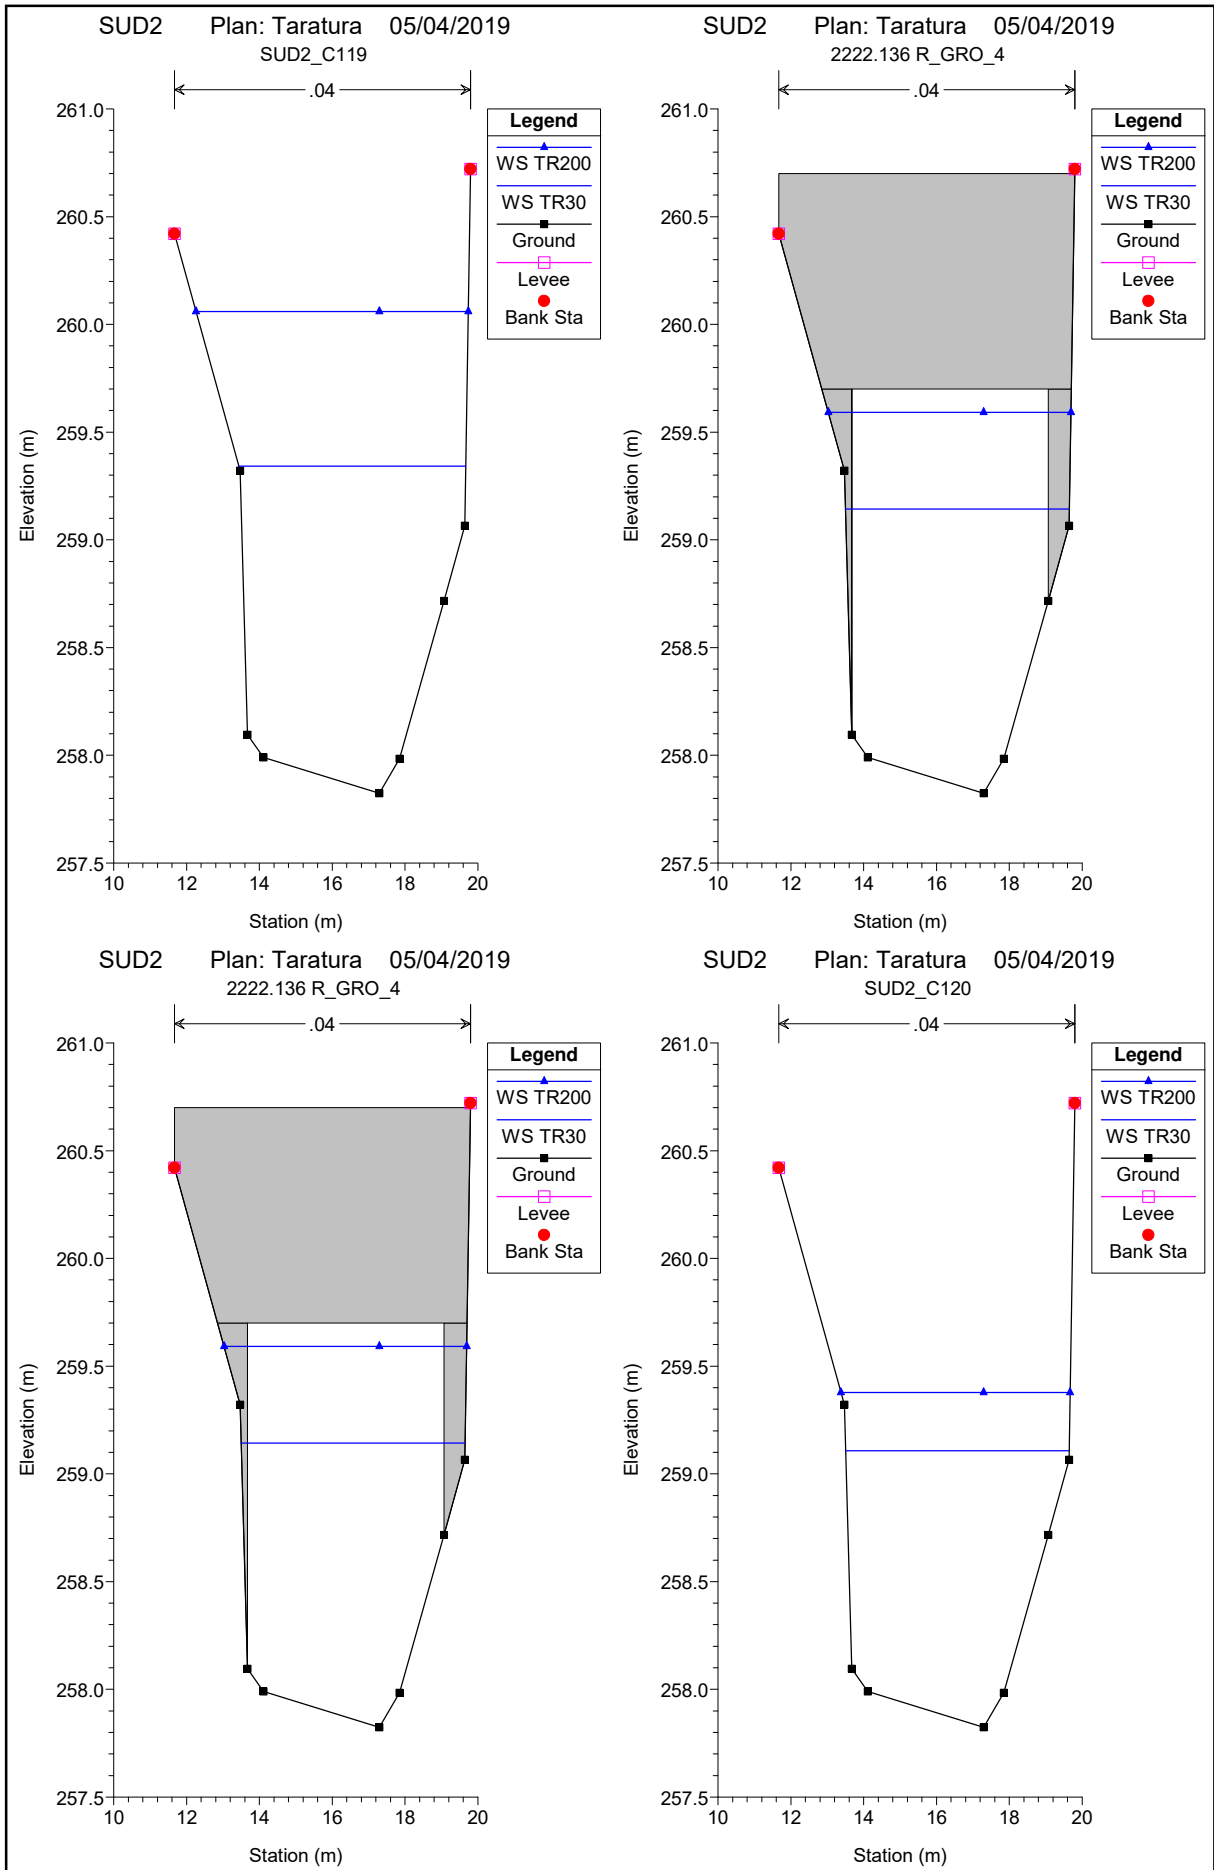 SUD2 Plan: Taratura 05/04/2019
SUD2_C119
.04
261.0
260.5
260.0
259.5
259.0
258.5
258.0
257.5
10 12 14 16 18 20
Station (m)
Elevation (m)
Legend
WS TR200
WS TR30
Ground
Levee
Bank Sta
SUD2 Plan: Taratura 05/04/2019
2222.136 R_GRO_4
.04
261.0
260.5
260.0
259.5
259.0
258.5
258.0
257.5
10 12 14 16 18 20
Station (m)
Elevation (m)
Legend
WS TR200
WS TR30
Ground
Levee
Bank Sta
SUD2 Plan: Taratura 05/04/2019
2222.136 R_GRO_4
.04
261.0
260.5
260.0
259.5
259.0
258.5
258.0
257.5
10 12 14 16 18 20
Station (m)
Elevation (m)
Legend
WS TR200
WS TR30
Ground
Levee
Bank Sta
SUD2 Plan: Taratura 05/04/2019
SUD2_C120
.04
261.0
260.5
260.0
259.5
259.0
258.5
258.0
257.5
10 12 14 16 18 20
Station (m)
Elevation (m)
Legend
WS TR200
WS TR30
Ground
Levee
Bank Sta